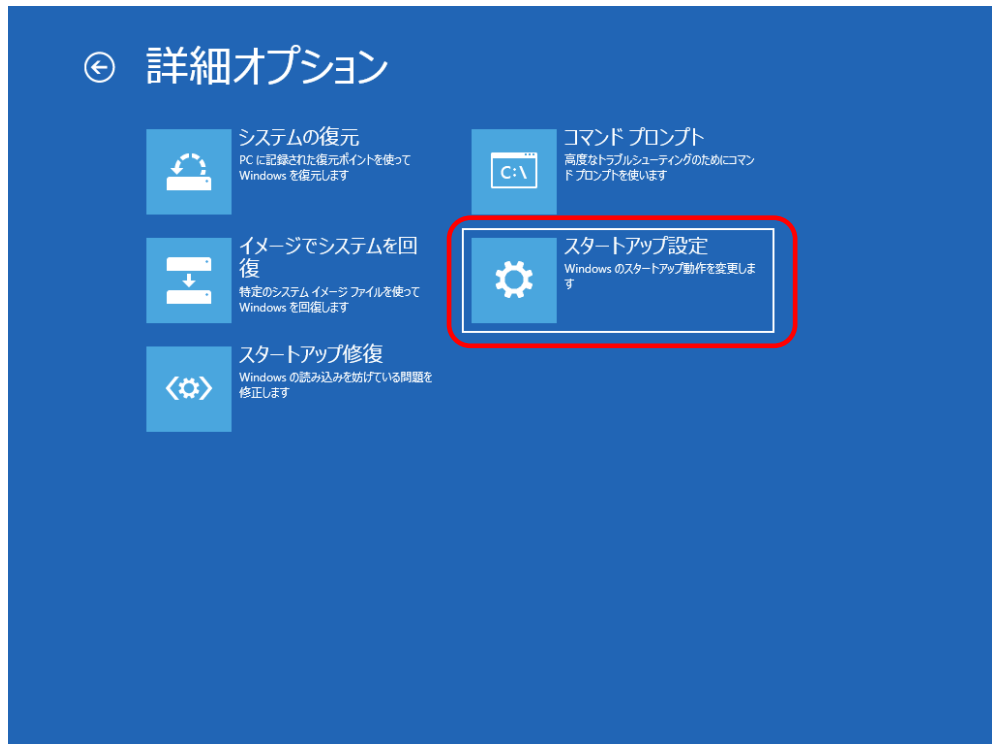 詳細オプション
システムの復元
PC に記録された復元ポイントを使って
Windows を復元します
コマンド プロンプト
高度なトラブルシューティングのためにコマン
ド プロンプトを使います
C:\
イメージでシステムを回
復
特定のシステム イメージ ファイルを使って
Windows を回復します
スタートアップ設定
Windows のスタートアップ動作を変更しま
す
スタートアップ修復
Windows の読み込みを妨げている問題を
修正します